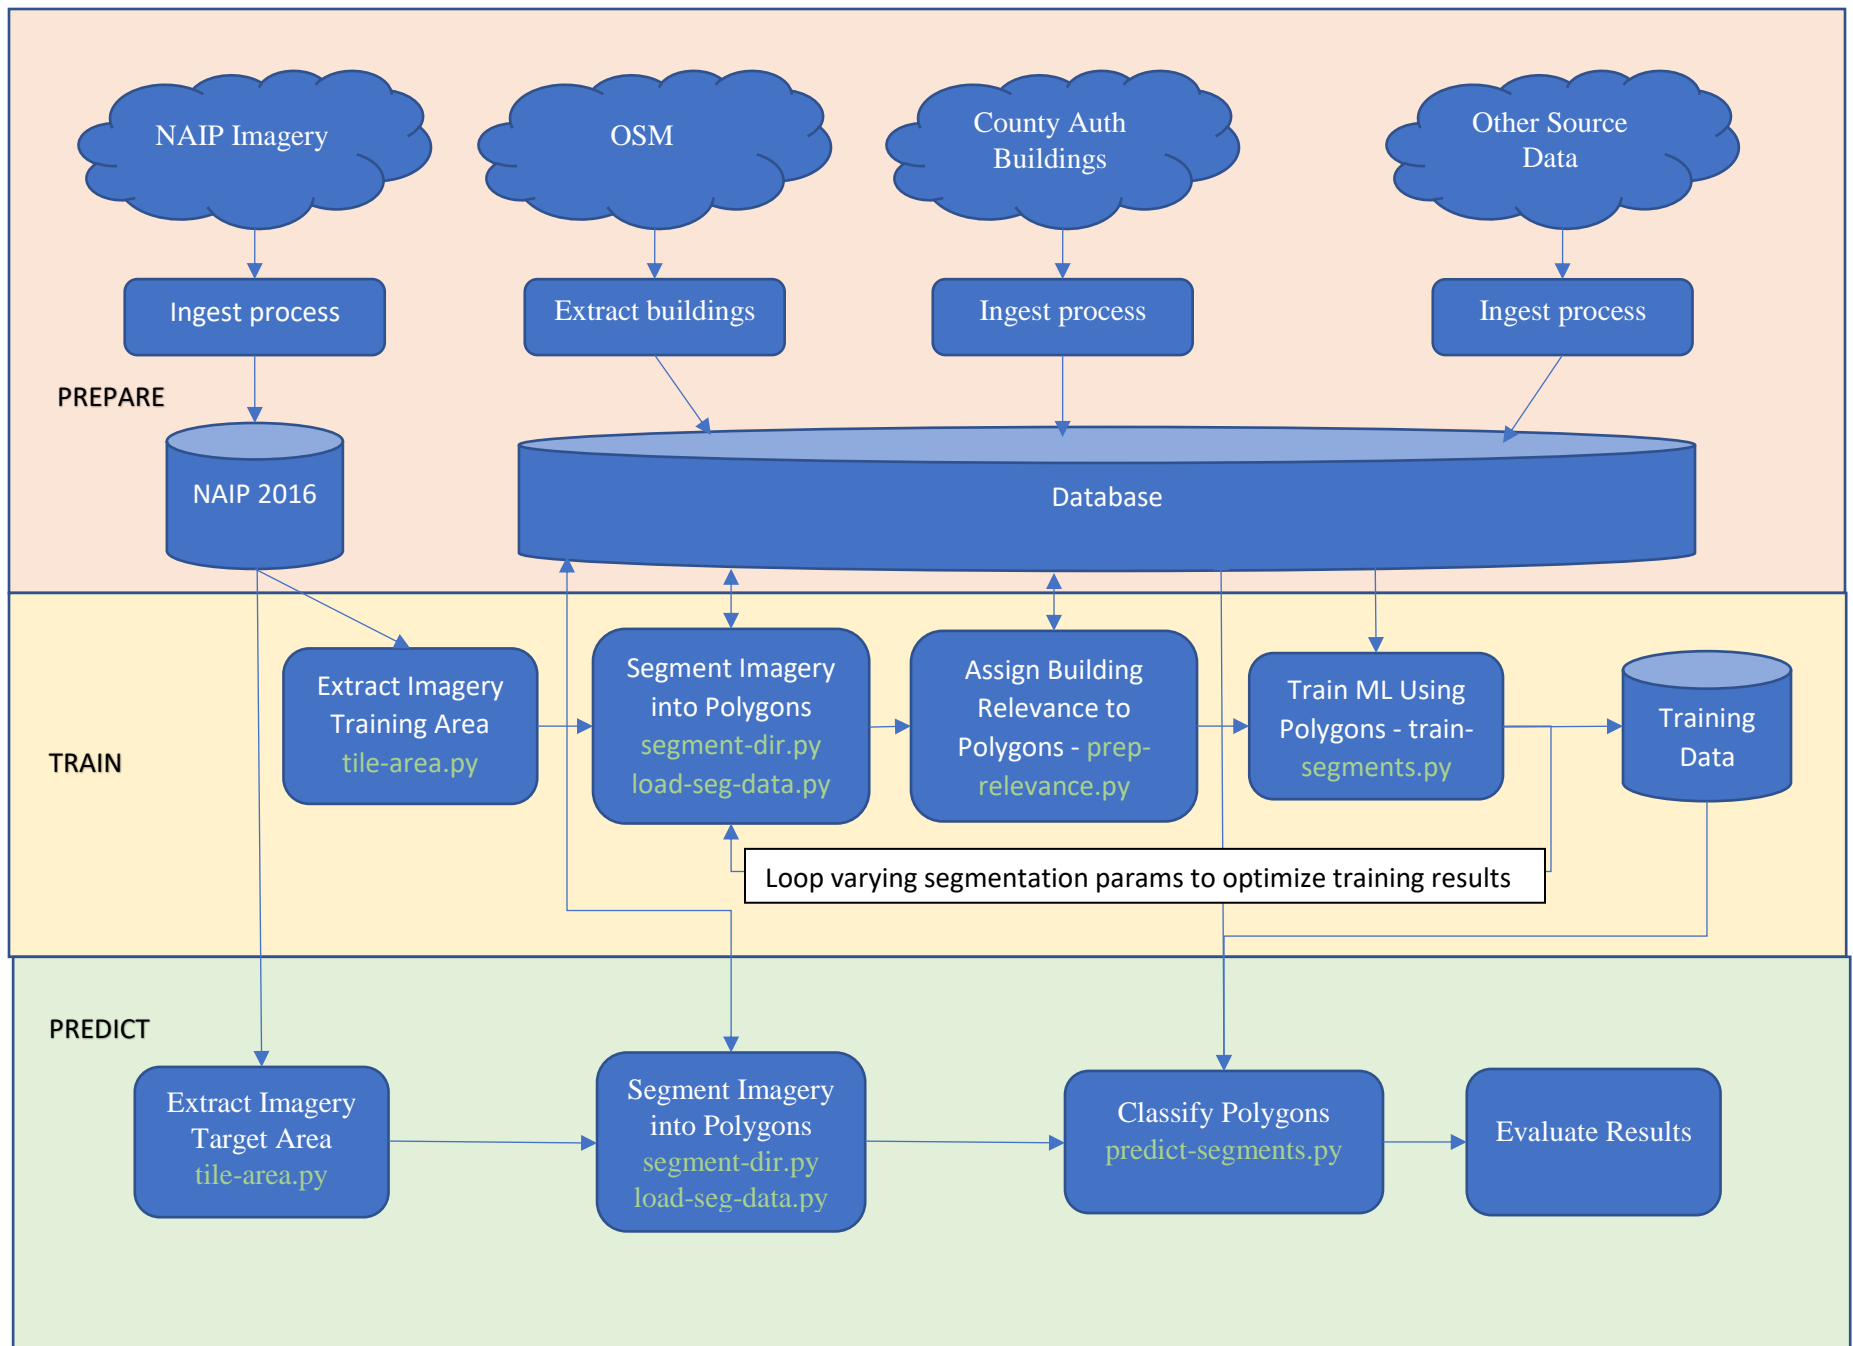 NAIP Imagery
OSM
County Auth
Buildings
Other Source
Data
Ingest process
Extract buildings
Ingest process
Ingest process
PREPARE
NAIP 2016
Database
Extract Imagery
Training Area
tile-area.py
Segment Imagery
into Polygons
segment-dir.py
load-seg-data.py
Assign Building
Relevance to
Polygons - prep-
relevance.py
Train ML Using
Polygons - train-
segments.py
Training
Data
TRAIN
Loop varying segmentation params to optimize training results
PREDICT
Extract Imagery
Target Area
tile-area.py
Segment Imagery
into Polygons
segment-dir.py
load-seg-data.py
Classify Polygons
predict-segments.py
Evaluate Results